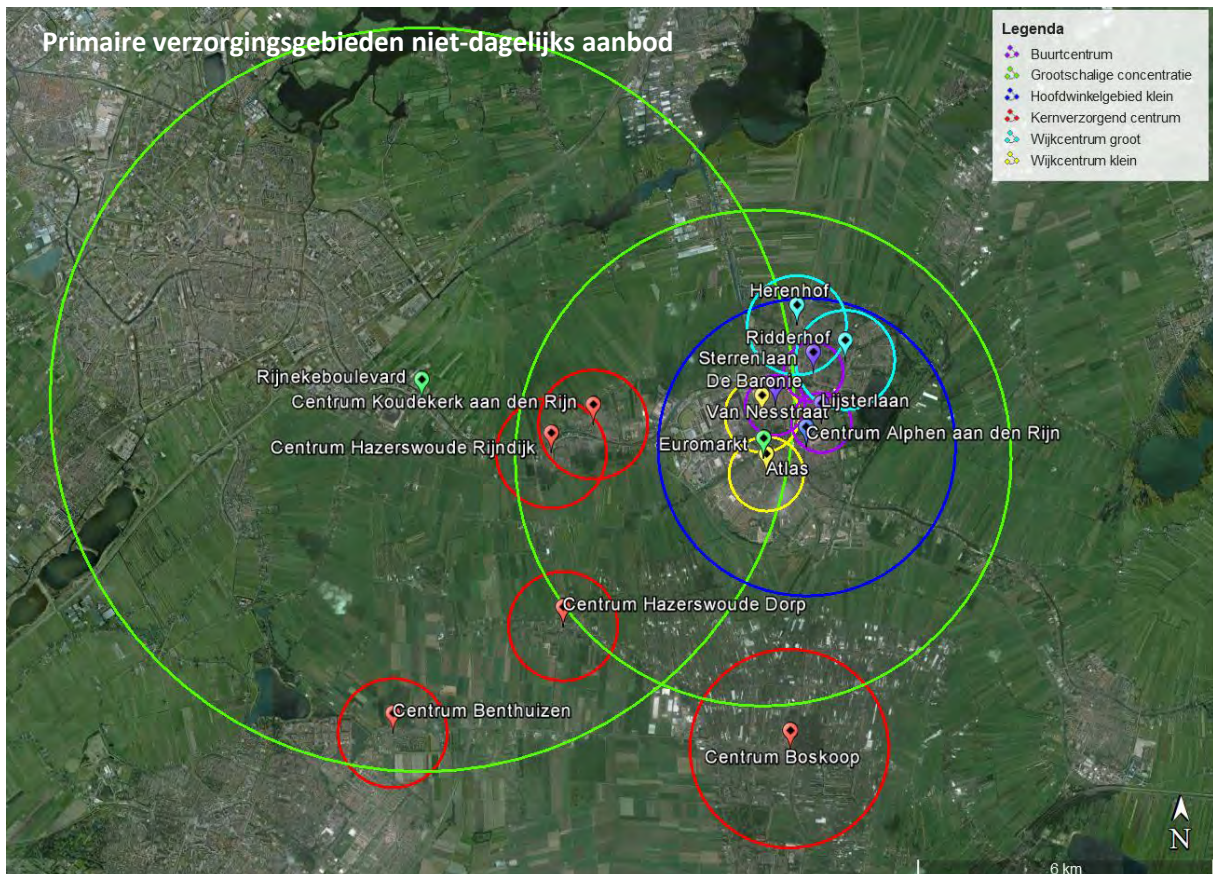 Primaire verzorgingsgebieden niet-dagelijks aanbod
Legenda
Buurtcentrum
Grootschalige concentratie
Hoofdwinkelgebied klein
Kernverzorgend centrum
Wijkcentrum groot
Wijkcentrum klein
Herenhof
Ridderhof
Sterrenlaan
De Baronie
Rijnekeboulevard
Centrum Koudekerk aan den Rijn
Lijsterlaan
Van Nesstraat
Centrum Alphen aan den Rijn
Centrum Hazerswoude Rijndijk
Euromarkt
Atlas
Centrum Hazerswoude Dorp
Centrum Benthuizen
Centrum Boskoop
N
6 km